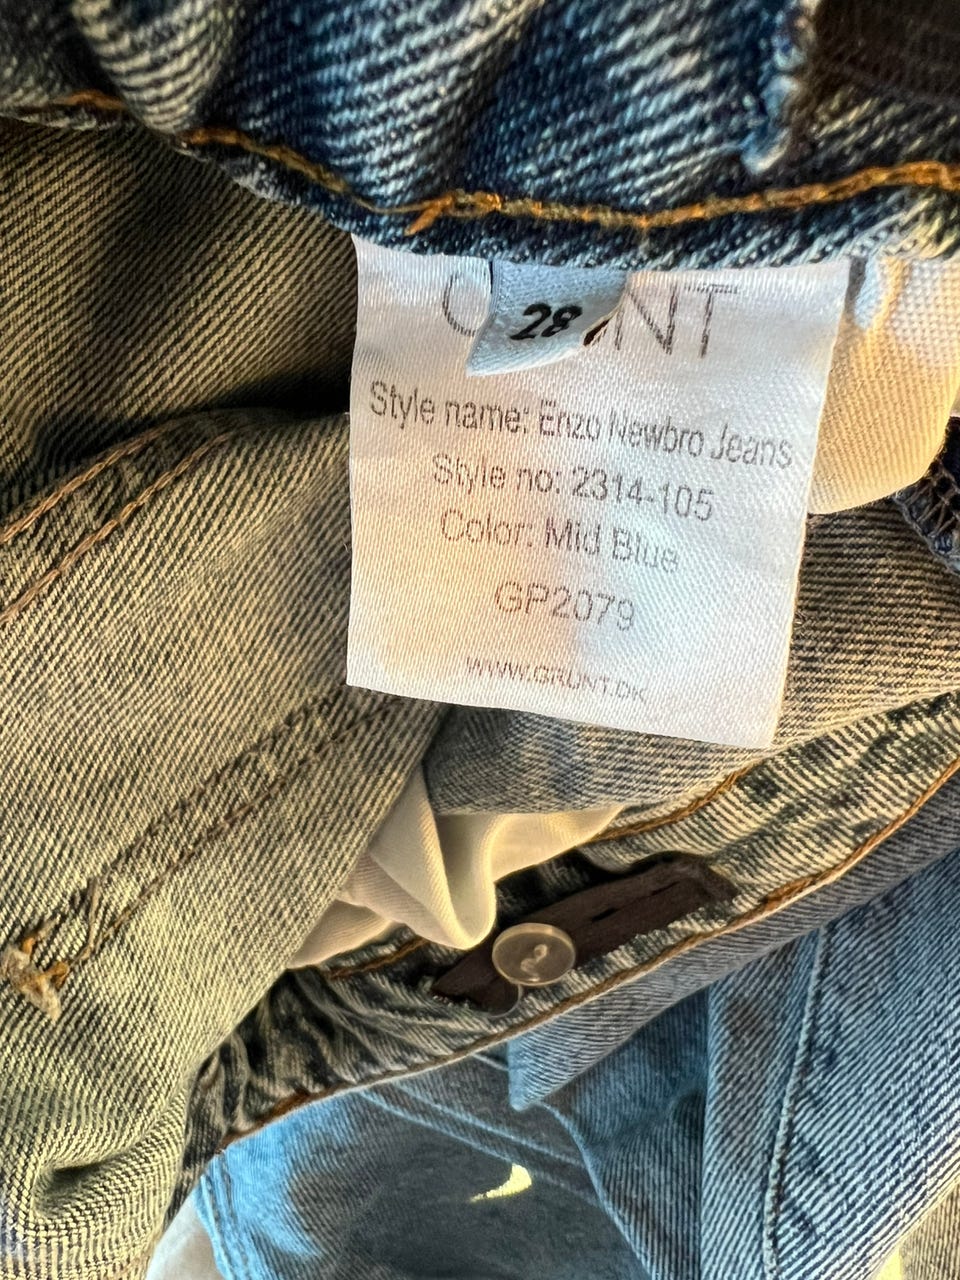 28
Style name: Enzo Newbro Jeans
Style no: 2314-105
Color: Mid Blue
GP2079
WWW.GRUNT.DK